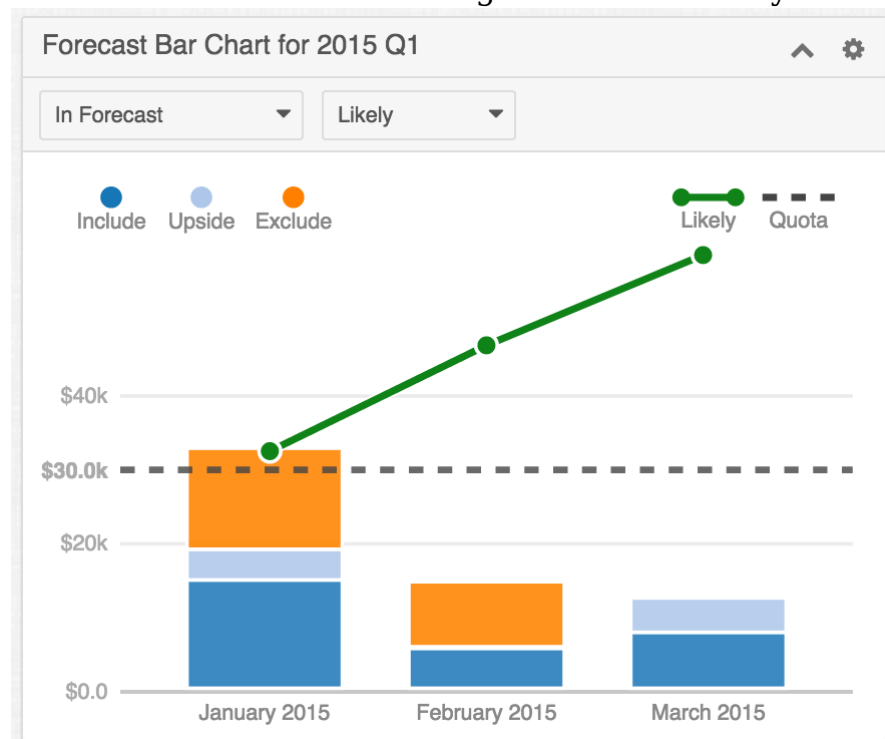 Forecast Bar Chart for 2015 Q1
In Forecast Likely
Include Upside Exclude Likely Quota
$40k
$30.0k
$20k
$0.0
January 2015 February 2015 March 2015